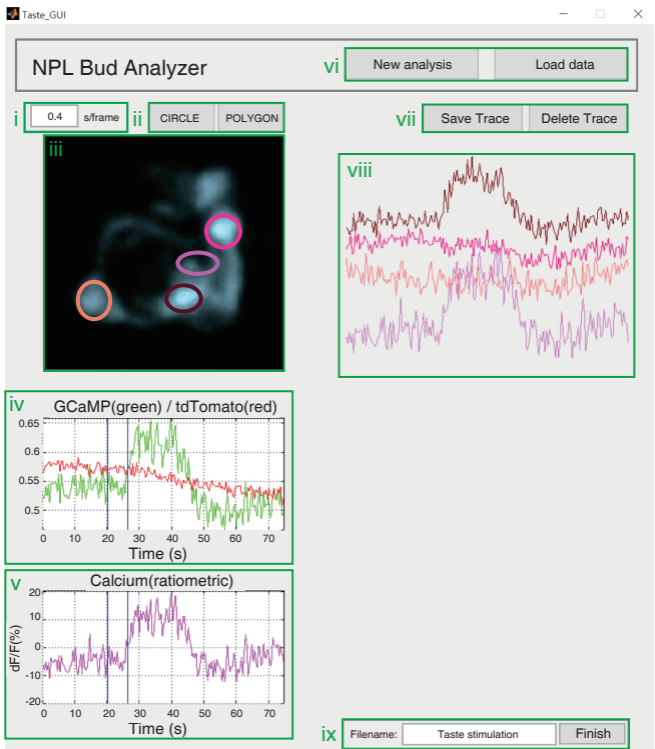 Taste_GUI
NPL Bud Analyzer
vi
New analysis
Load data
i
0.4 s/frame
ii
CIRCLE
POLYGON
vii
Save Trace
Delete Trace
iii
viii
iv
GCaMP(green) / tdTomato(red)
0.65
0.6
0.55
0.5
0 10 20 30 40 50 60 70
Time (s)
v
Calcium(ratiometric)
dF/F(%)
20
10
0
-10
-20
0 10 20 30 40 50 60 70
Time (s)
ix
Filename: Taste stimulation Finish